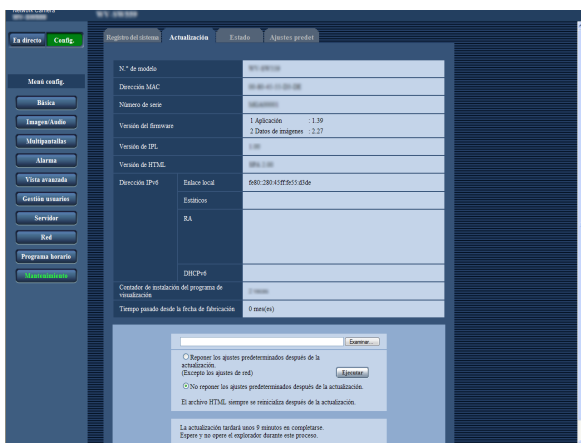 Network Camera
En directo Config.
Registro del sistema Actualización Estado Ajustes predet
Menú config.
Básica
Imagen/Audio
Multipantallas
Alarma
Vista avanzada
Gestión usuarios
Servidor
Red
Programa horario
Mantenimiento
N.° de modelo
Dirección MAC
Número de serie
Versión del firmware 1 Aplicación : 1.39
2 Datos de imágenes : 2.27
Versión de IPL
Versión de HTML
Dirección IPv6 Enlace local fe80::280:45ff:fe55:d3de
Estáticos
RA
DHCPv6
Contador de instalación del programa de
visualización
Tiempo pasado desde la fecha de fabricación 0 mes(es)
Examinar...
Reponer los ajustes predeterminados después de la
actualización.
(Excepto los ajustes de
red) Ejecutar
No reponer los ajustes predeterminados después de la actualización.
El archivo HTML siempre se reinicializa después de la actualización.
La actualización tardará unos 9 minutos en completarse.
Espere y no opere el explorador durante este proceso.